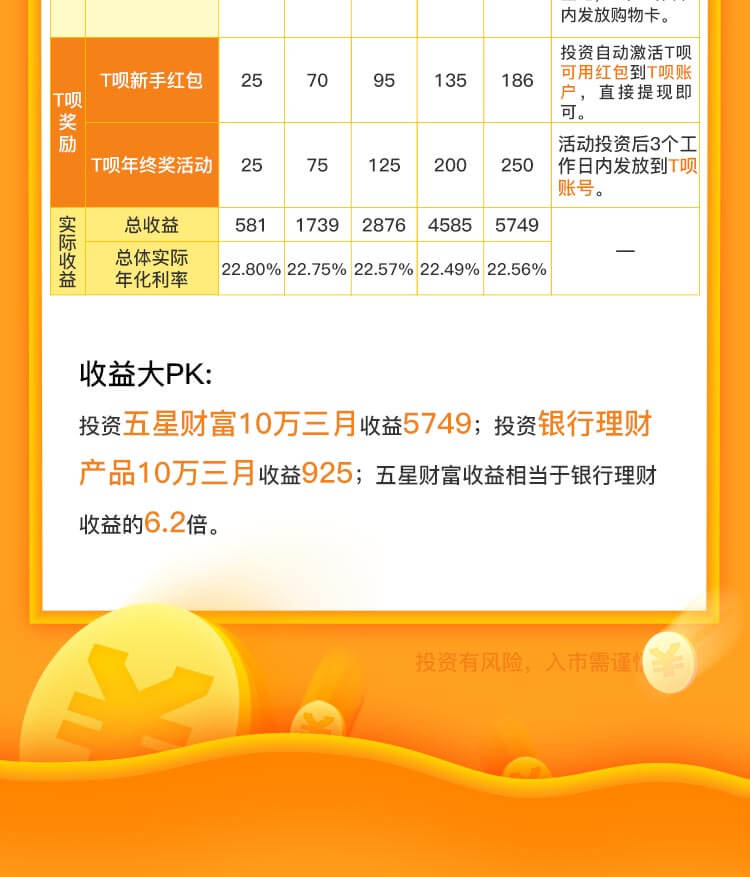 内发放购物卡。
T呗奖励
T呗新手红包 25 70 95 135 186
投资自动激活T呗
可用红包到T呗账
户，直接提现即
可。
T呗年终奖活动 25 75 125 200 250
活动投资后3个工
作日内发放到T呗
账号。
实际收益
总收益 581 1739 2876 4585 5749
总体实际
年化利率 22.80% 22.75% 22.57% 22.49% 22.56%
—
收益大PK:
投资五星财富10万三月收益5749；投资银行理财
产品10万三月收益925；五星财富收益相当于银行理财
收益的6.2倍。
投资有风险，入市需谨